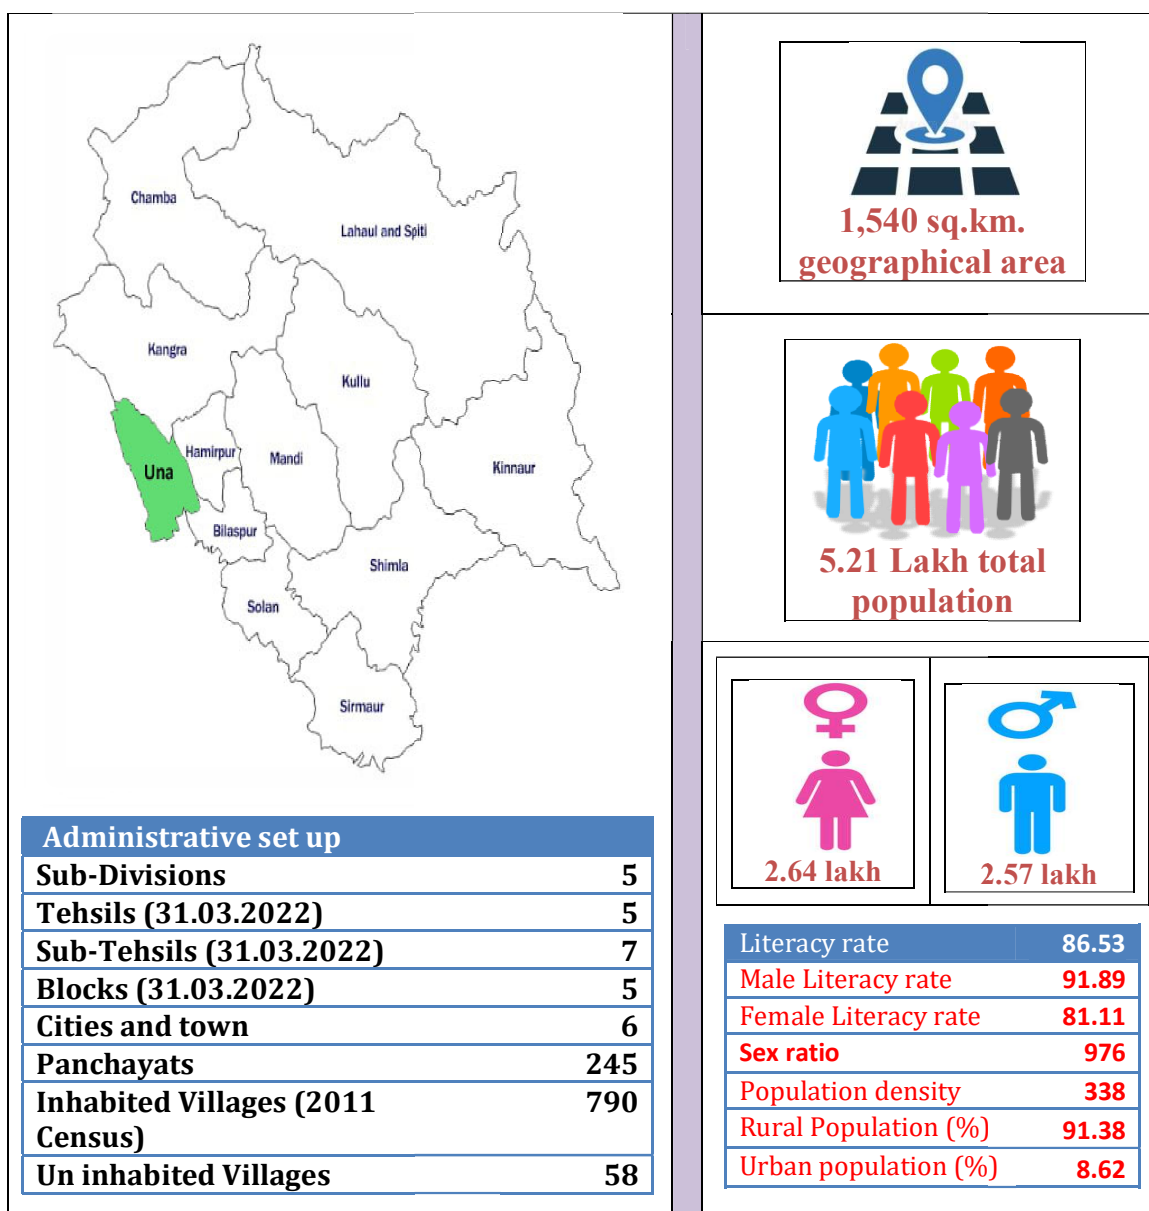 Chamba
Lahaul and Spiti
Kangra
Kullu
Hamirpur
Mandi
Una
Kinnaur
Bilaspur
Shimla
Solan
Sirmaur
Administrative set up
Sub-Divisions 5
Tehsils (31.03.2022) 5
Sub-Tehsils (31.03.2022) 7
Blocks (31.03.2022) 5
Cities and town 6
Panchayats 245
Inhabited Villages (2011 790
Census)
Un inhabited Villages 58
1,540 sq.km.
geographical area
5.21 Lakh total
population
2.64 lakh
2.57 lakh
Literacy rate 86.53
Male Literacy rate 91.89
Female Literacy rate 81.11
Sex ratio 976
Population density 338
Rural Population (%) 91.38
Urban population (%) 8.62